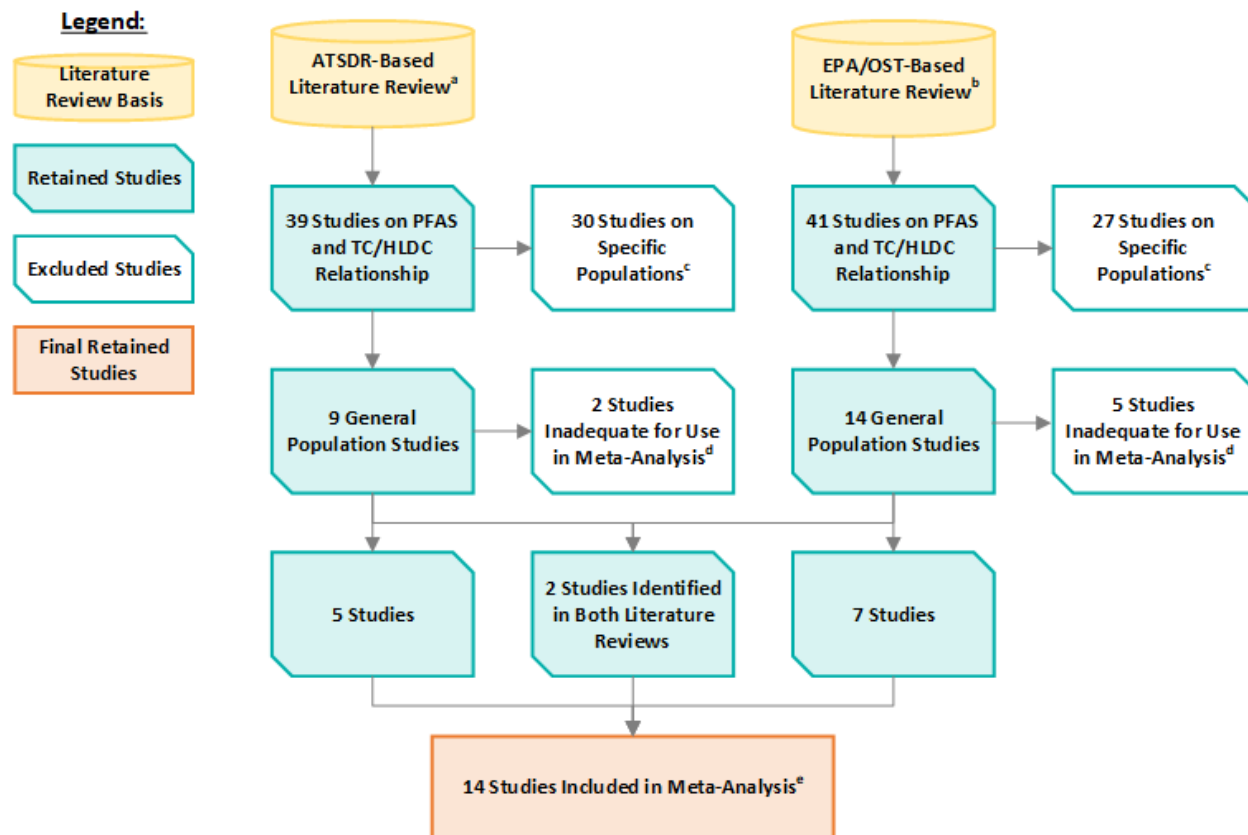 Legend:
Literature
Review Basis
Retained Studies
Excluded Studies
Final Retained
Studies
ATSDR-Based
Literature Reviewᵃ
EPA/OST-Based
Literature Reviewᵇ
39 Studies on PFAS
and TC/HLDC
Relationship
30 Studies on
Specific
Populationsᶜ
41 Studies on PFAS
and TC/HLDC
Relationship
27 Studies on
Specific
Populationsᶜ
9 General
Population Studies
2 Studies
Inadequate for Use
in Meta-Analysisᵈ
14 General
Population Studies
5 Studies
Inadequate for Use
in Meta-Analysisᵈ
5 Studies
2 Studies Identified
in Both Literature
Reviews
7 Studies
14 Studies Included in Meta-Analysisᵉ